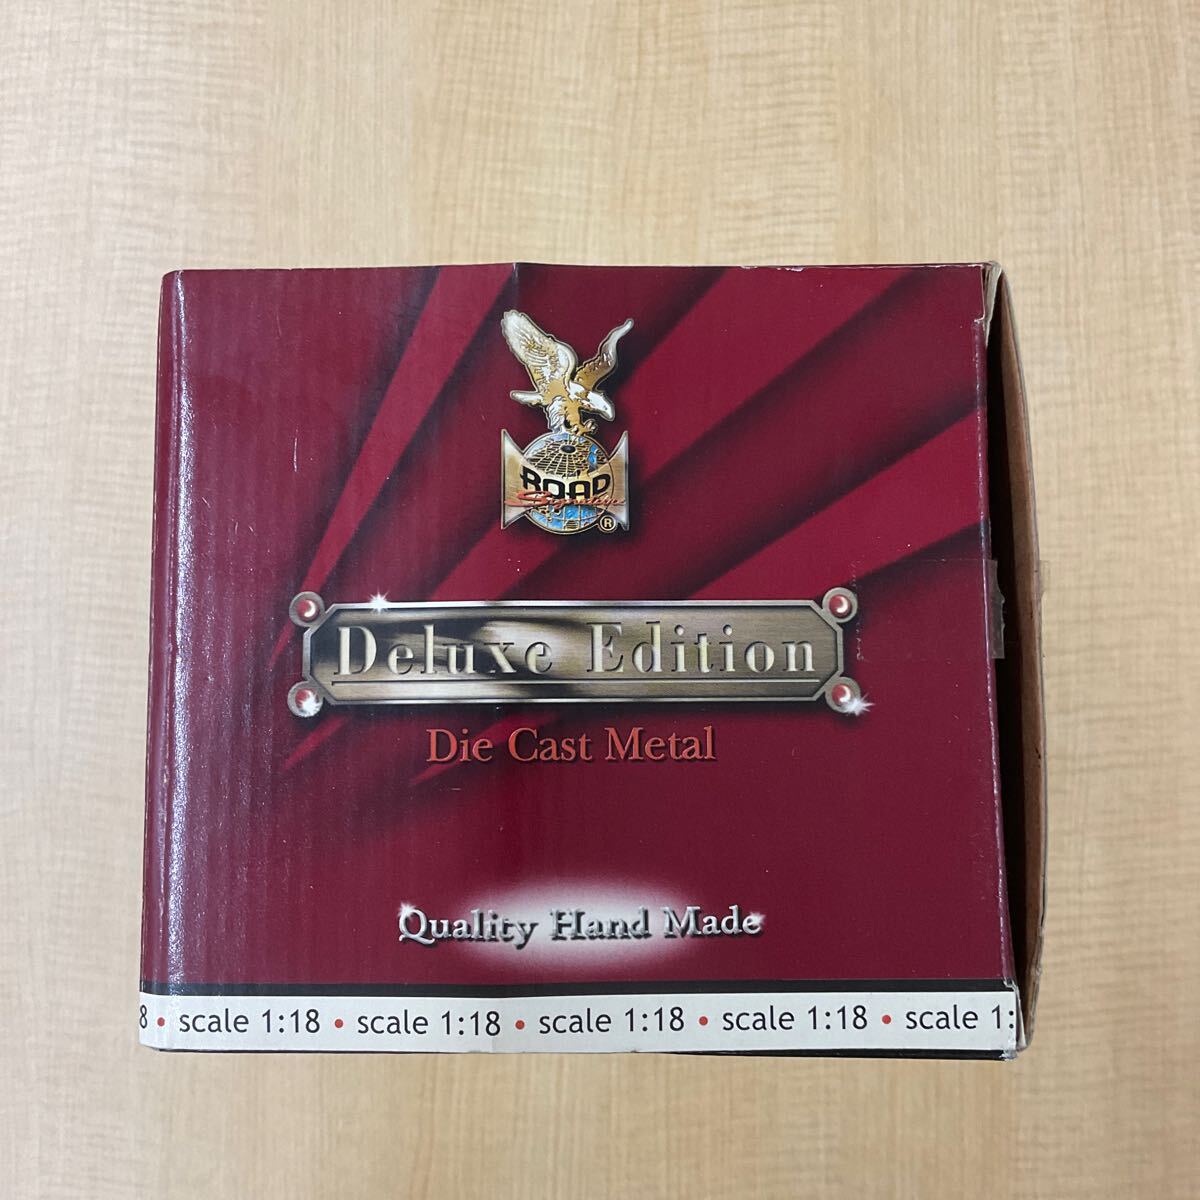 ROAD
Signature
®
Deluxe Edition
Die Cast Metal
Quality Hand Made
8 • scale 1:18 • scale 1:18 • scale 1:18 • scale 1:18 • scale 1: